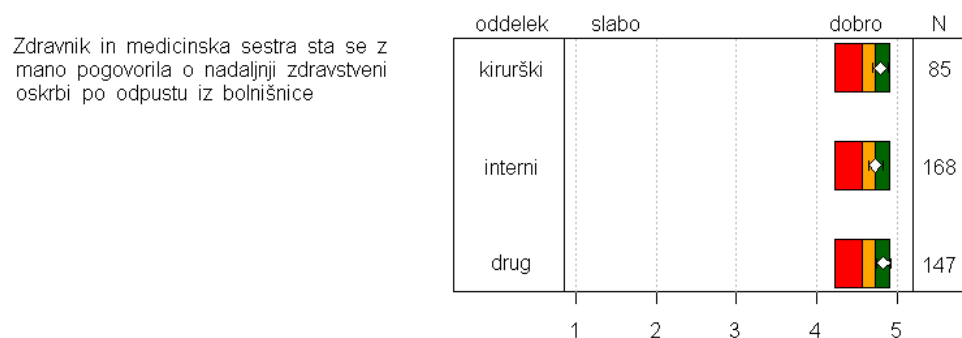 oddelek slabo dobro N
Zdravnik in medicinska sestra sta se z
mano pogovorila o nadaljnji zdravstveni
oskrbi po odpustu iz bolnišnice
kirurški 85
interni 168
drug 147
1 2 3 4 5